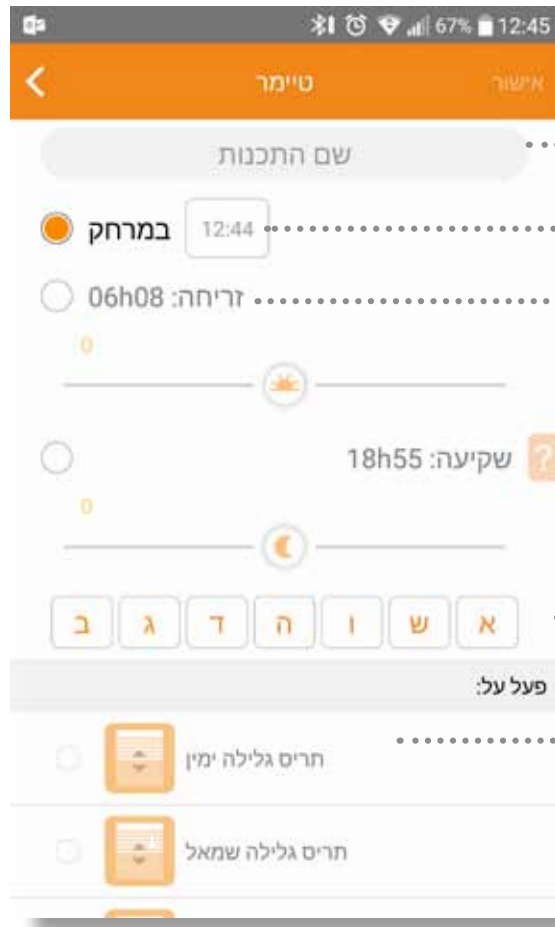 67% 12:45
טיימר אישור
שם התכנות
במרחק 12:44
זריחה: 06h08
0
שקיעה: 18h55 ?
0
ב ג ד ה ו ש א
פעל על:
תריס גלילה ימין
תריס גלילה שמאל